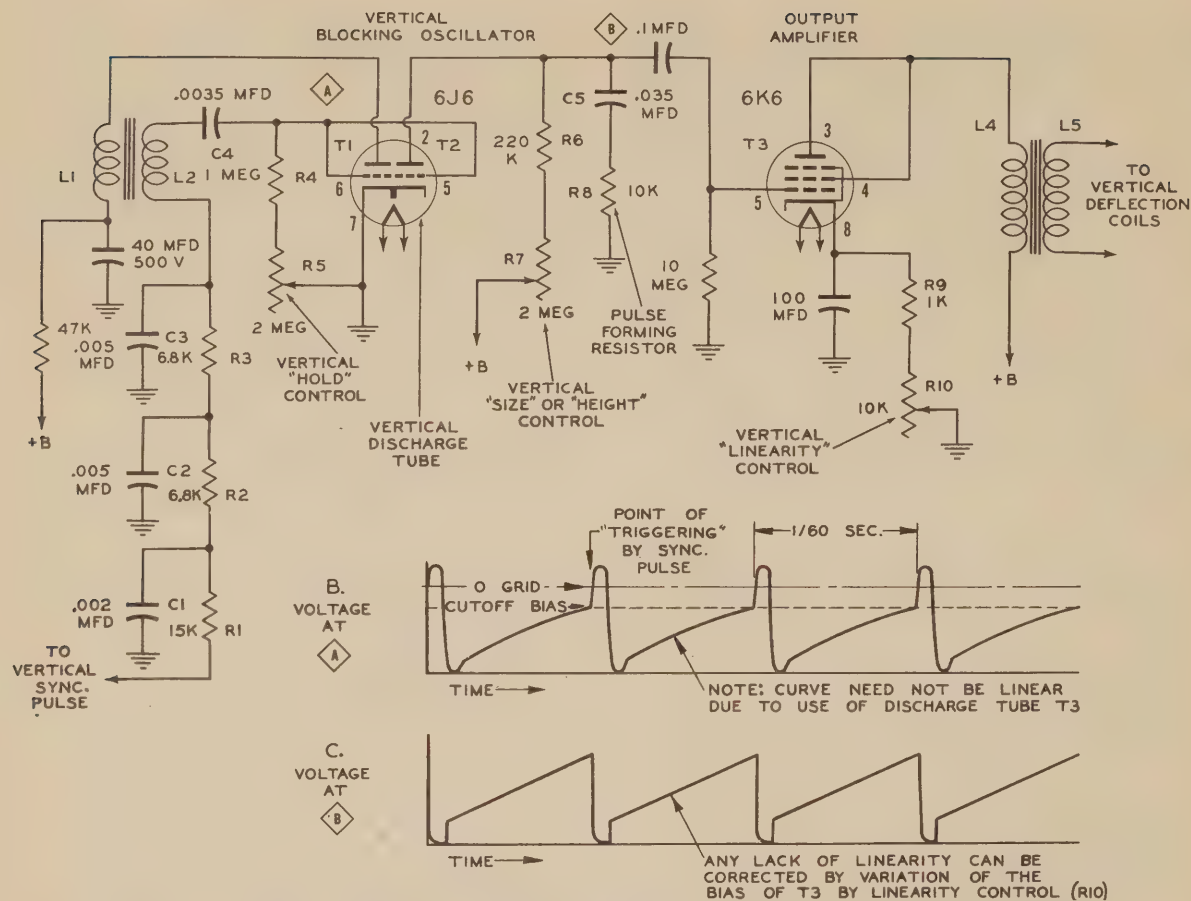 VERTICAL
BLOCKING OSCILLATOR
OUTPUT
AMPLIFIER
A
B
.1MFD
.0035 MFD
C4
6J6
T1
T2
2
6
5
7
L1
L2
1 MEG
R4
R5
2 MEG
VERTICAL
"HOLD"
CONTROL
VERTICAL
DISCHARGE
TUBE
40 MFD
500 V
47K
+B
C3
.005
MFD
6.8K
R3
.005
MFD
C2
6.8K
R2
.002
MFD
C1
15K
R1
TO
VERTICAL
SYNC.
PULSE
220
K
R6
R7
2 MEG
+B
VERTICAL
"SIZE" OR "HEIGHT"
CONTROL
C5
.035
MFD
R8
10K
PULSE
FORMING
RESISTOR
10
MEG
6K6
T3
3
4
5
8
100
MFD
R9
1K
R10
10K
VERTICAL
"LINEARITY"
CONTROL
L4
L5
+B
TO
VERTICAL
DEFLECTION
COILS
B.
VOLTAGE
AT
A
POINT OF
"TRIGGERING"
BY SYNC.
PULSE
1/60 SEC.
O GRID
CUTOFF BIAS
TIME
NOTE: CURVE NEED NOT BE LINEAR
DUE TO USE OF DISCHARGE TUBE T3
C.
VOLTAGE
AT
B
TIME
ANY LACK OF LINEARITY CAN BE
CORRECTED BY VARIATION OF THE
BIAS OF T3 BY LINEARITY CONTROL (R10)